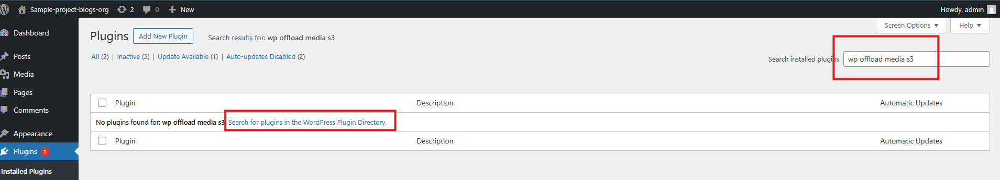 Sample-project-blogs-org 2 0 New Howdy, admin
Screen Options Help
Dashboard
Posts
Media
Pages
Comments
Appearance
Plugins 1
Installed Plugins
Plugins Add New Plugin Search results for: wp offload media s3
All (2) | Inactive (2) | Update Available (1) | Auto-updates Disabled (2)
Search installed plugins wp offload media s3
Plugin Description Automatic Updates
No plugins found for: wp offload media s3 Search for plugins in the WordPress Plugin Directory.
Plugin Description Automatic Updates